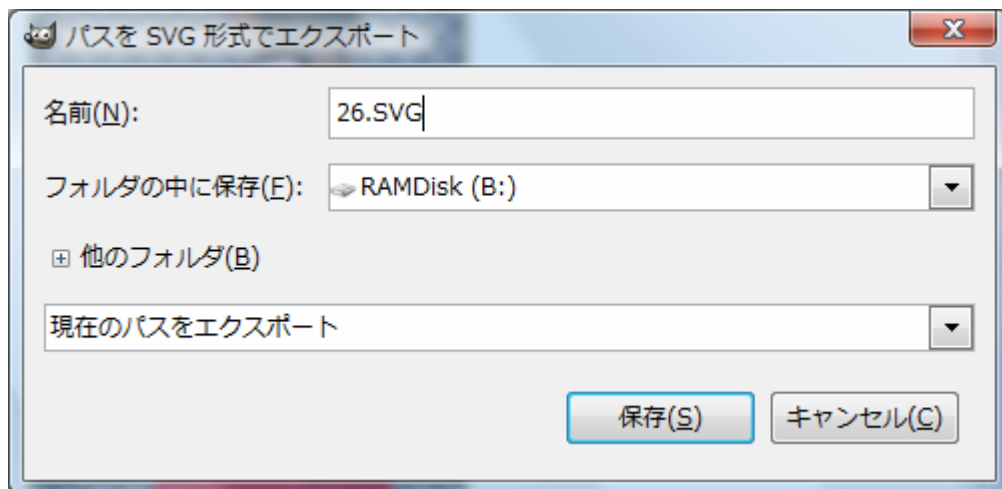 パスを SVG 形式でエクスポート
名前(N): 26.SVG
フォルダの中に保存(F): RAMDisk (B:)
他のフォルダ(B)
現在のパスをエクスポート
保存(S) キャンセル(C)